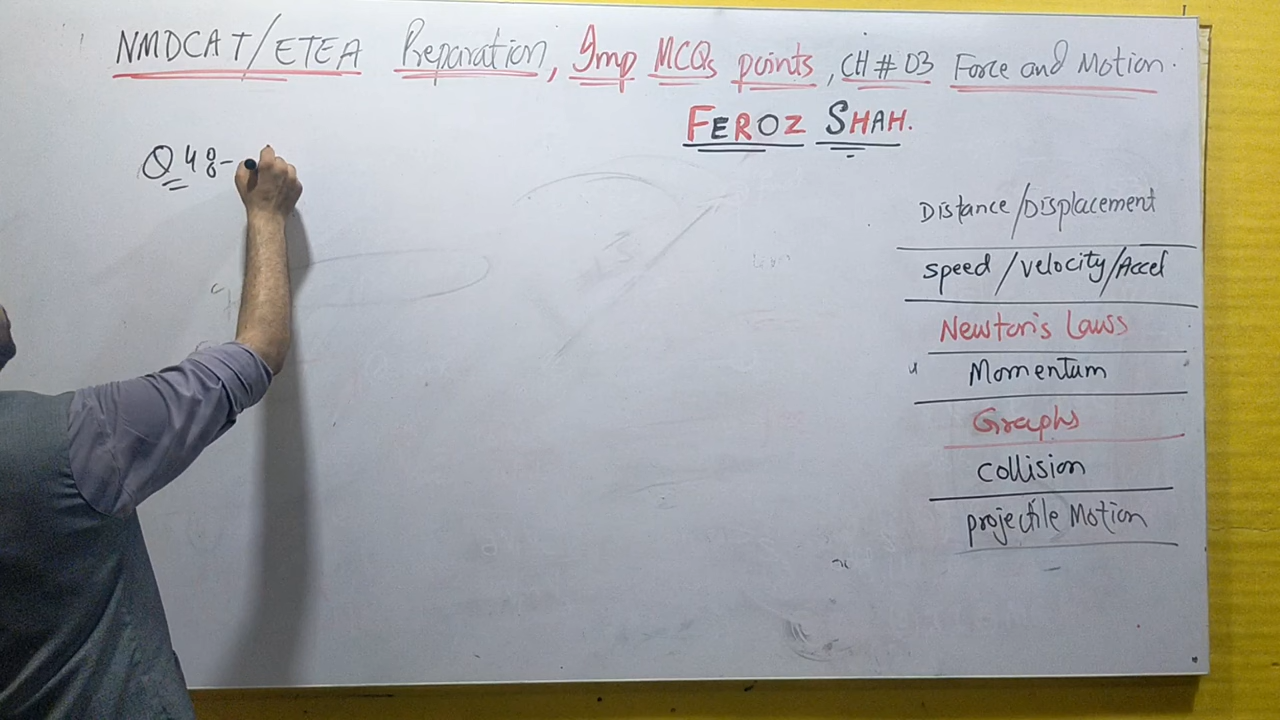 NMDCAT/ETEA Preparation, Imp MCQs points, CH # 03 Force and Motion.
FEROZ SHAH.
Q48-
Distance/Displacement
speed/velocity/Accel
Newton's Laws
Momentum
Graphs
collision
projectile Motion